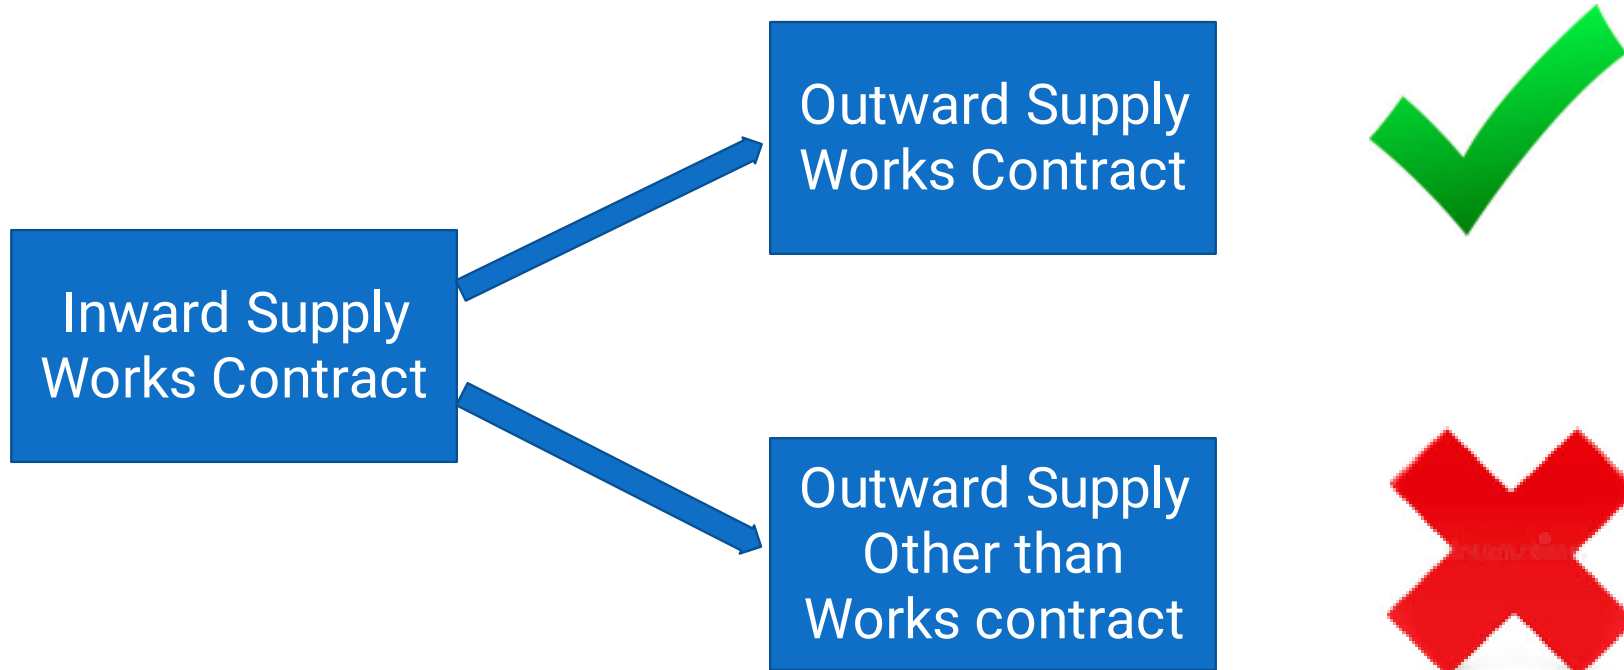 Inward Supply
Works Contract
Outward Supply
Works Contract
Outward Supply
Other than
Works contract